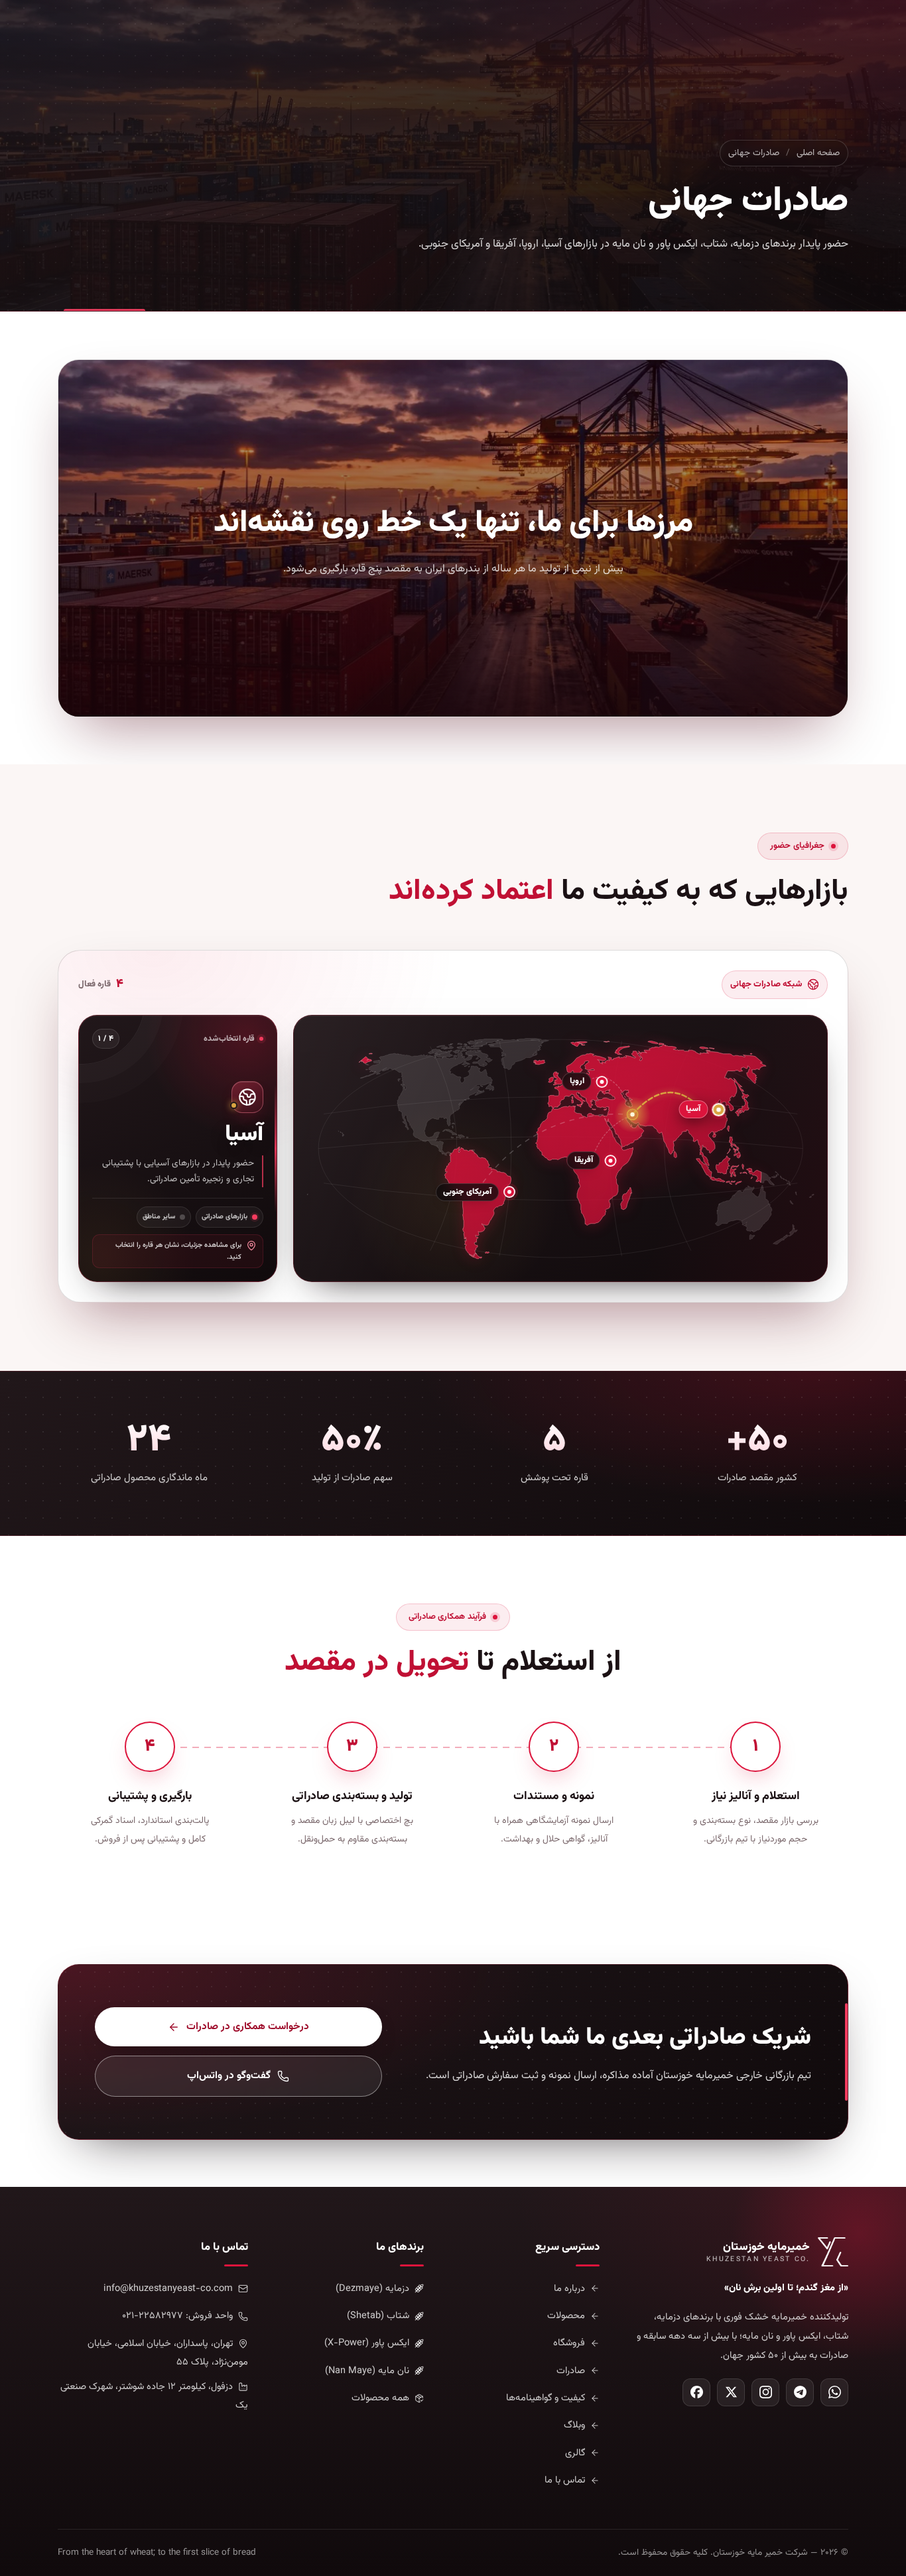 صفحه اصلی / صادرات جهانی
صادرات جهانی
حضور پایدار برندهای دزمایه، شتاب، ایکس پاور و نان مایه در بازارهای آسیا، اروپا، آفریقا و آمریکای جنوبی.
MAERSK
مرزها برای ما، تنها یک خط روی نقشه‌اند
بیش از نیمی از تولید ما هر ساله از بندرهای ایران به مقصد پنج قاره بارگیری می‌شود.
MAERSK
جغرافیای حضور
بازارهایی که به کیفیت ما اعتماد کرده‌اند
شبکه صادرات جهانی
۴ قاره فعال
اروپا
آسیا
آفریقا
آمریکای جنوبی
قاره انتخاب‌شده
۱ / ۴
آسیا
حضور پایدار در بازارهای آسیایی با پشتیبانی
تجاری و زنجیره تأمین صادراتی.
بازارهای صادراتی
سایر مناطق
برای مشاهده جزئیات، نشان هر قاره را انتخاب
کنید.
+۵۰
کشور مقصد صادرات
۵
قاره تحت پوشش
۵۰٪
سهم صادرات از تولید
۲۴
ماه ماندگاری محصول صادراتی
فرآیند همکاری صادراتی
از استعلام تا تحویل در مقصد
۱
استعلام و آنالیز نیاز
بررسی بازار مقصد، نوع بسته‌بندی و
حجم موردنیاز با تیم بازرگانی.
۲
نمونه و مستندات
ارسال نمونه آزمایشگاهی همراه با
آنالیز، گواهی حلال و بهداشت.
۳
تولید و بسته‌بندی صادراتی
بچ اختصاصی با لیبل زبان مقصد و
بسته‌بندی مقاوم به حمل‌ونقل.
۴
بارگیری و پشتیبانی
پالت‌بندی استاندارد، اسناد گمرکی
کامل و پشتیبانی پس از فروش.
شریک صادراتی بعدی ما شما باشید
تیم بازرگانی خارجی خمیرمایه خوزستان آماده مذاکره، ارسال نمونه و ثبت سفارش صادراتی است.
درخواست همکاری در صادرات
گفت‌وگو در واتس‌اپ
خمیرمایه خوزستان
KHUZESTAN YEAST CO.
«از مغز گندم؛ تا اولین برش نان»
تولیدکننده خمیرمایه خشک فوری با برندهای دزمایه،
شتاب، ایکس پاور و نان مایه؛ با بیش از سه دهه سابقه و
صادرات به بیش از ۵۰ کشور جهان.
دسترسی سریع
درباره ما
محصولات
فروشگاه
صادرات
کیفیت و گواهینامه‌ها
وبلاگ
گالری
تماس با ما
برندهای ما
دزمایه (Dezmaye)
شتاب (Shetab)
ایکس پاور (X-Power)
نان مایه (Nan Maye)
همه محصولات
تماس با ما
info@khuzestanyeast-co.com
واحد فروش: ۰۲۱-۲۲۵۸۲۹۷۷
تهران، پاسداران، خیابان اسلامی، خیابان
مومن‌نژاد، پلاک ۵۵
دزفول، کیلومتر ۱۲ جاده شوشتر، شهرک صنعتی
یک
© ۲۰۲۶ — شرکت خمیر مایه خوزستان. کلیه حقوق محفوظ است.
From the heart of wheat; to the first slice of bread